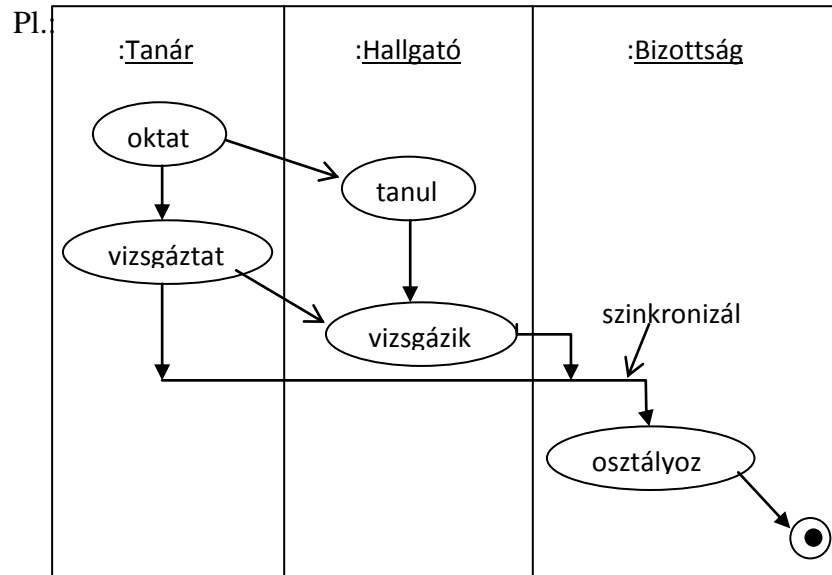 Pl.:
:Tanár :Hallgató :Bizottság
oktat
tanul
vizsgáztat
szinkronizál
vizsgázik
osztályoz